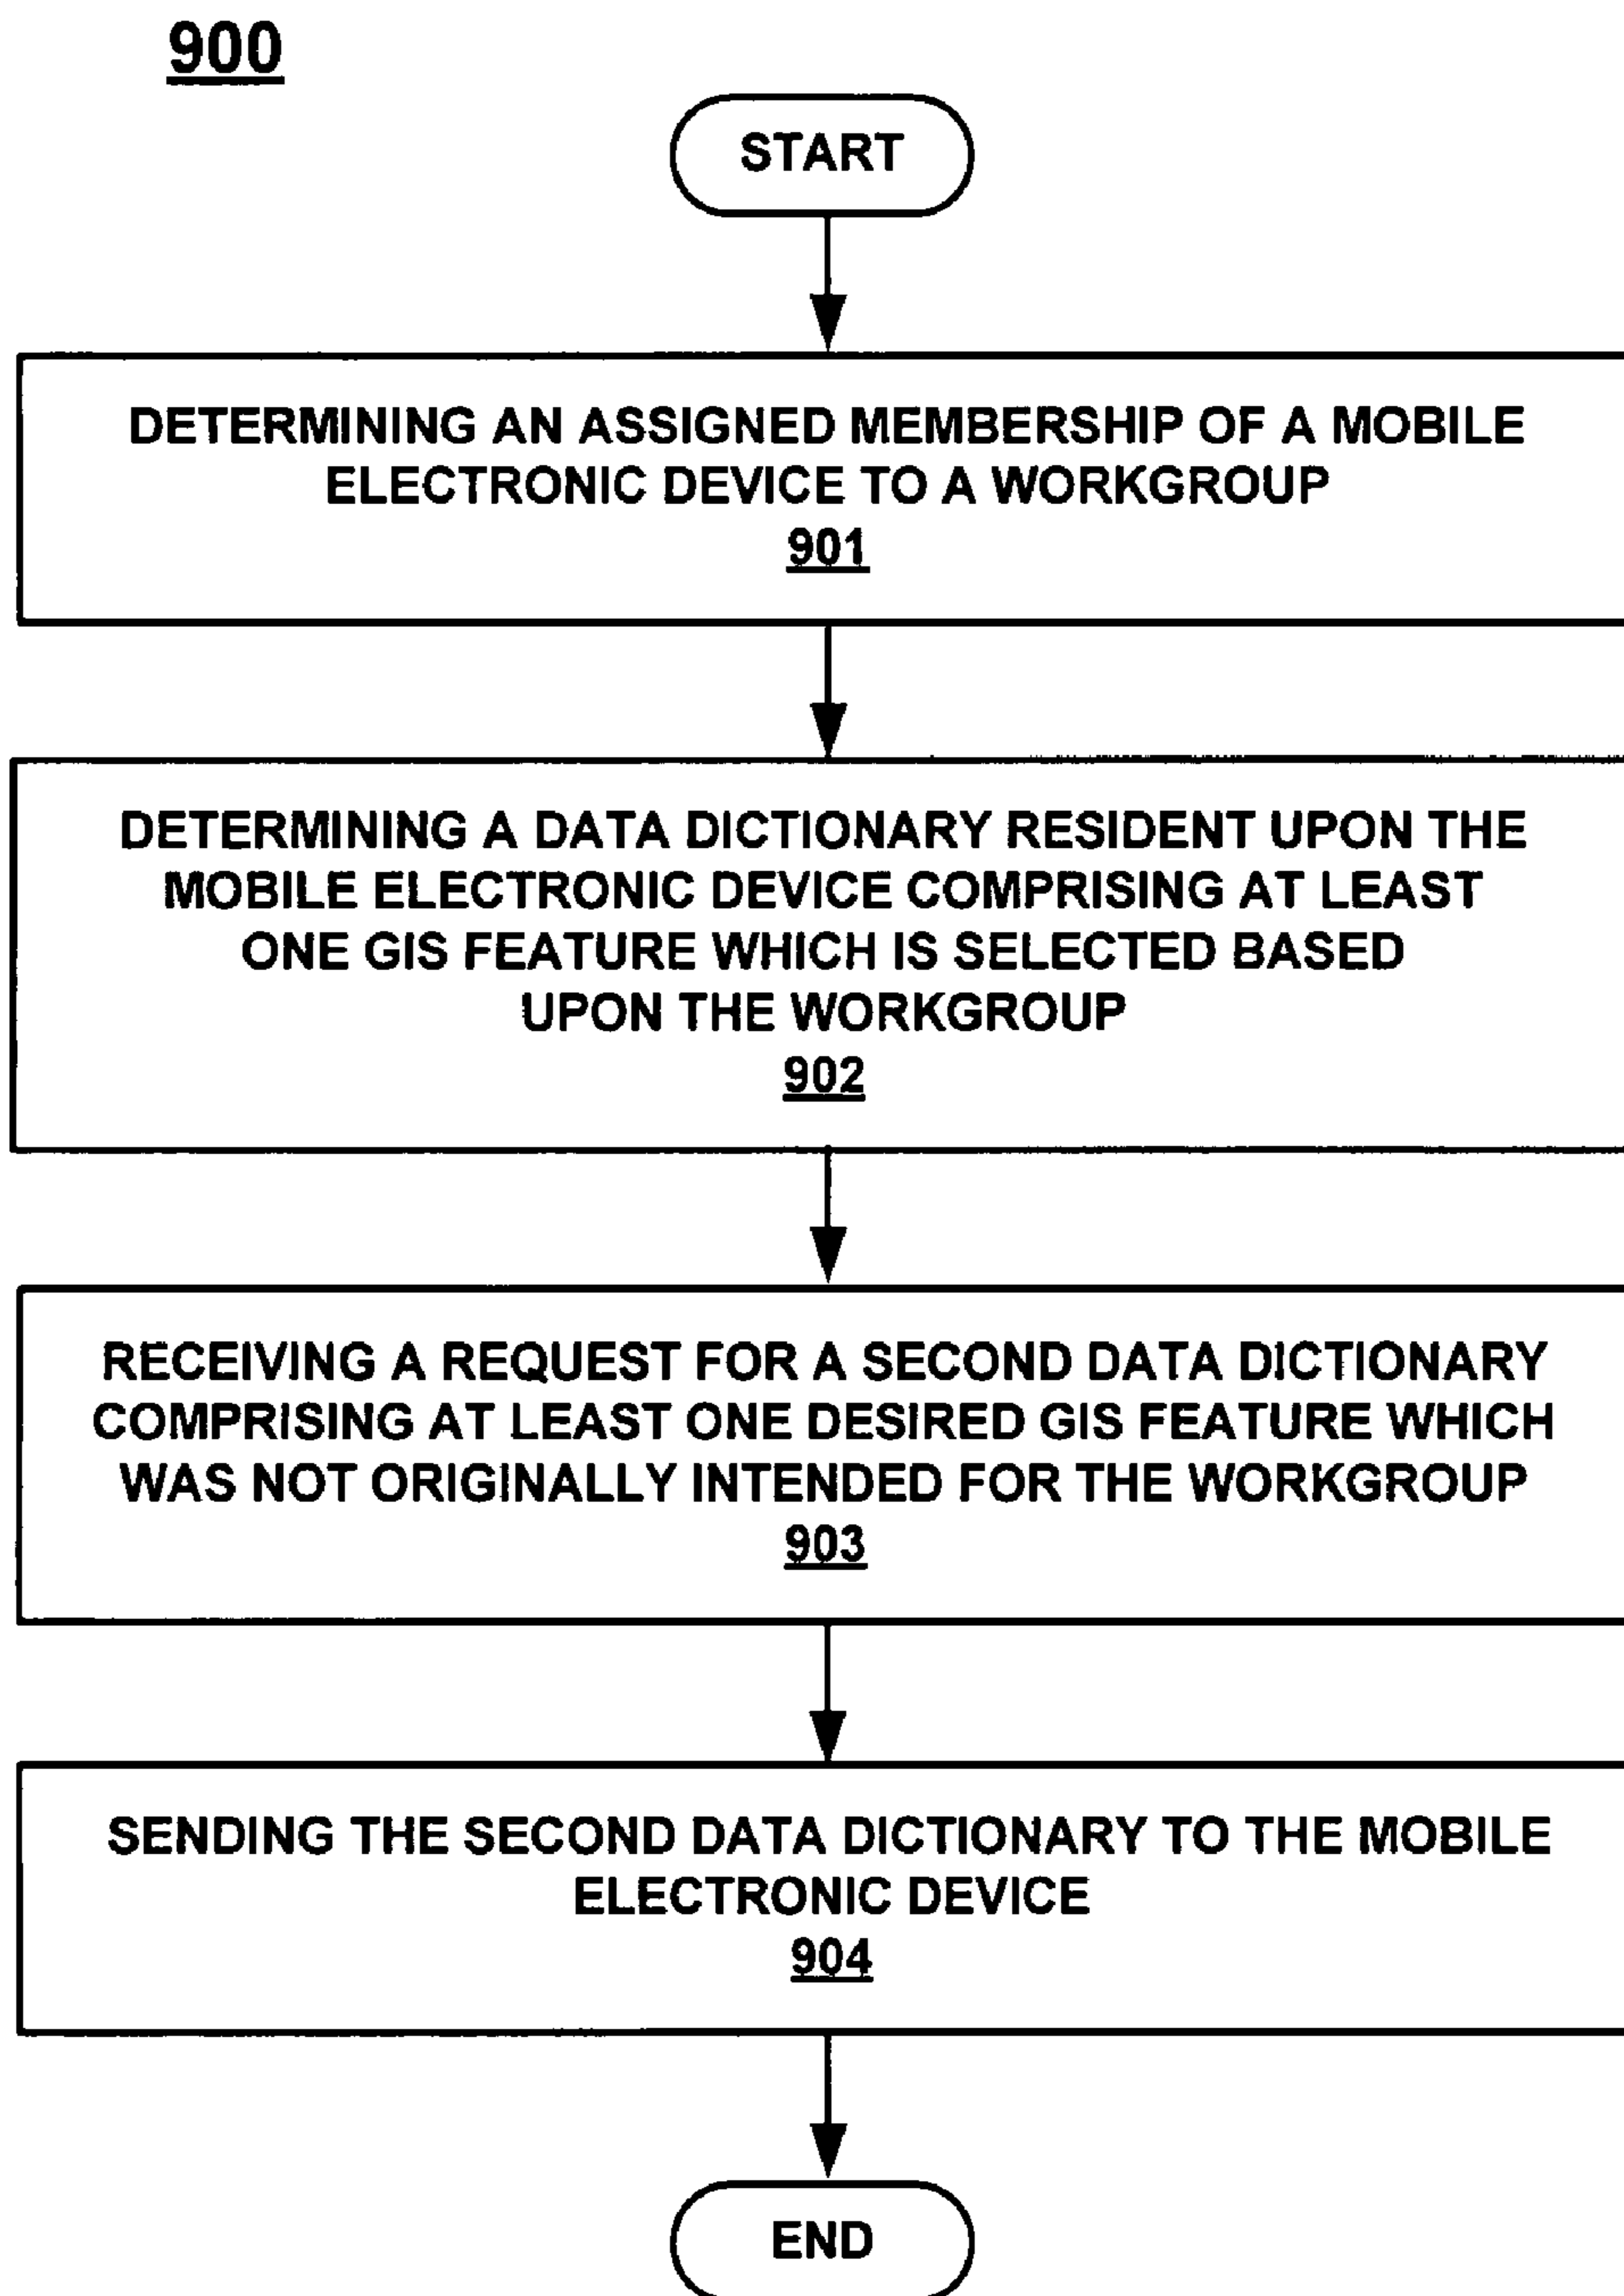 900
START
DETERMINING AN ASSIGNED MEMBERSHIP OF A MOBILE
ELECTRONIC DEVICE TO A WORKGROUP
901
DETERMINING A DATA DICTIONARY RESIDENT UPON THE
MOBILE ELECTRONIC DEVICE COMPRISING AT LEAST
ONE GIS FEATURE WHICH IS SELECTED BASED
UPON THE WORKGROUP
902
RECEIVING A REQUEST FOR A SECOND DATA DICTIONARY
COMPRISING AT LEAST ONE DESIRED GIS FEATURE WHICH
WAS NOT ORIGINALLY INTENDED FOR THE WORKGROUP
903
SENDING THE SECOND DATA DICTIONARY TO THE MOBILE
ELECTRONIC DEVICE
904
END